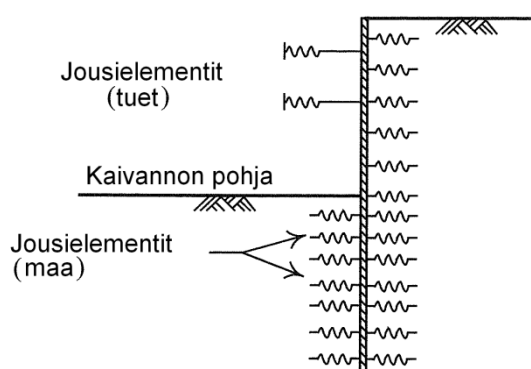 Jousielementit
(tuet)
Kaivannon pohja
Jousielementit
(maa)